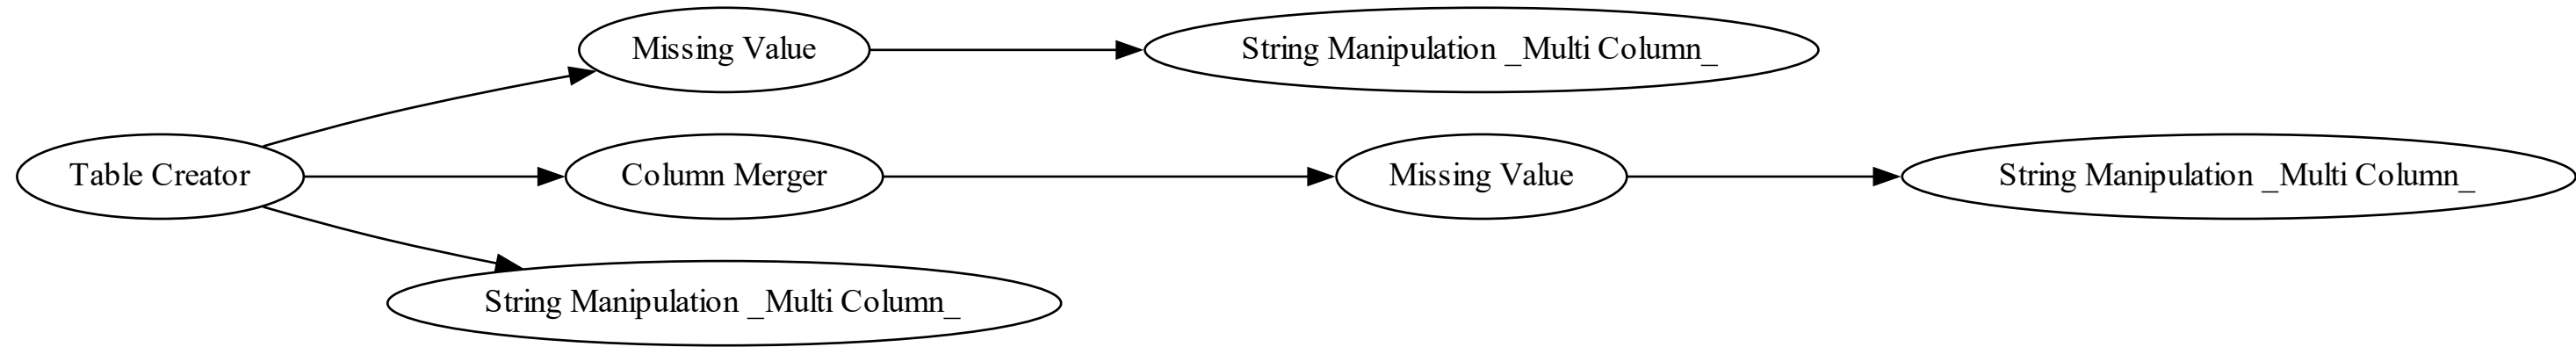 Missing Value
String Manipulation _Multi Column_
Table Creator
Column Merger
Missing Value
String Manipulation _Multi Column_
String Manipulation _Multi Column_